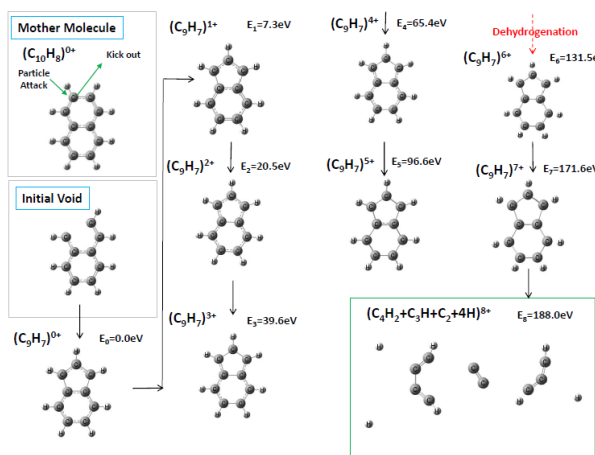 Mother Molecule
(C10H8)0+
Kick out
Particle
Attack
Initial Void
(C9H7)0+
E0=0.0eV
(C9H7)1+
E1=7.3eV
(C9H7)2+
E2=20.5eV
(C9H7)3+
E3=39.6eV
(C9H7)4+
E4=65.4eV
(C9H7)5+
E5=96.6eV
Dehydrogenation
(C9H7)6+
E6=131.5e
(C9H7)7+
E7=171.6eV
(C4H2+C3H+C2+4H)8+
E8=188.0eV